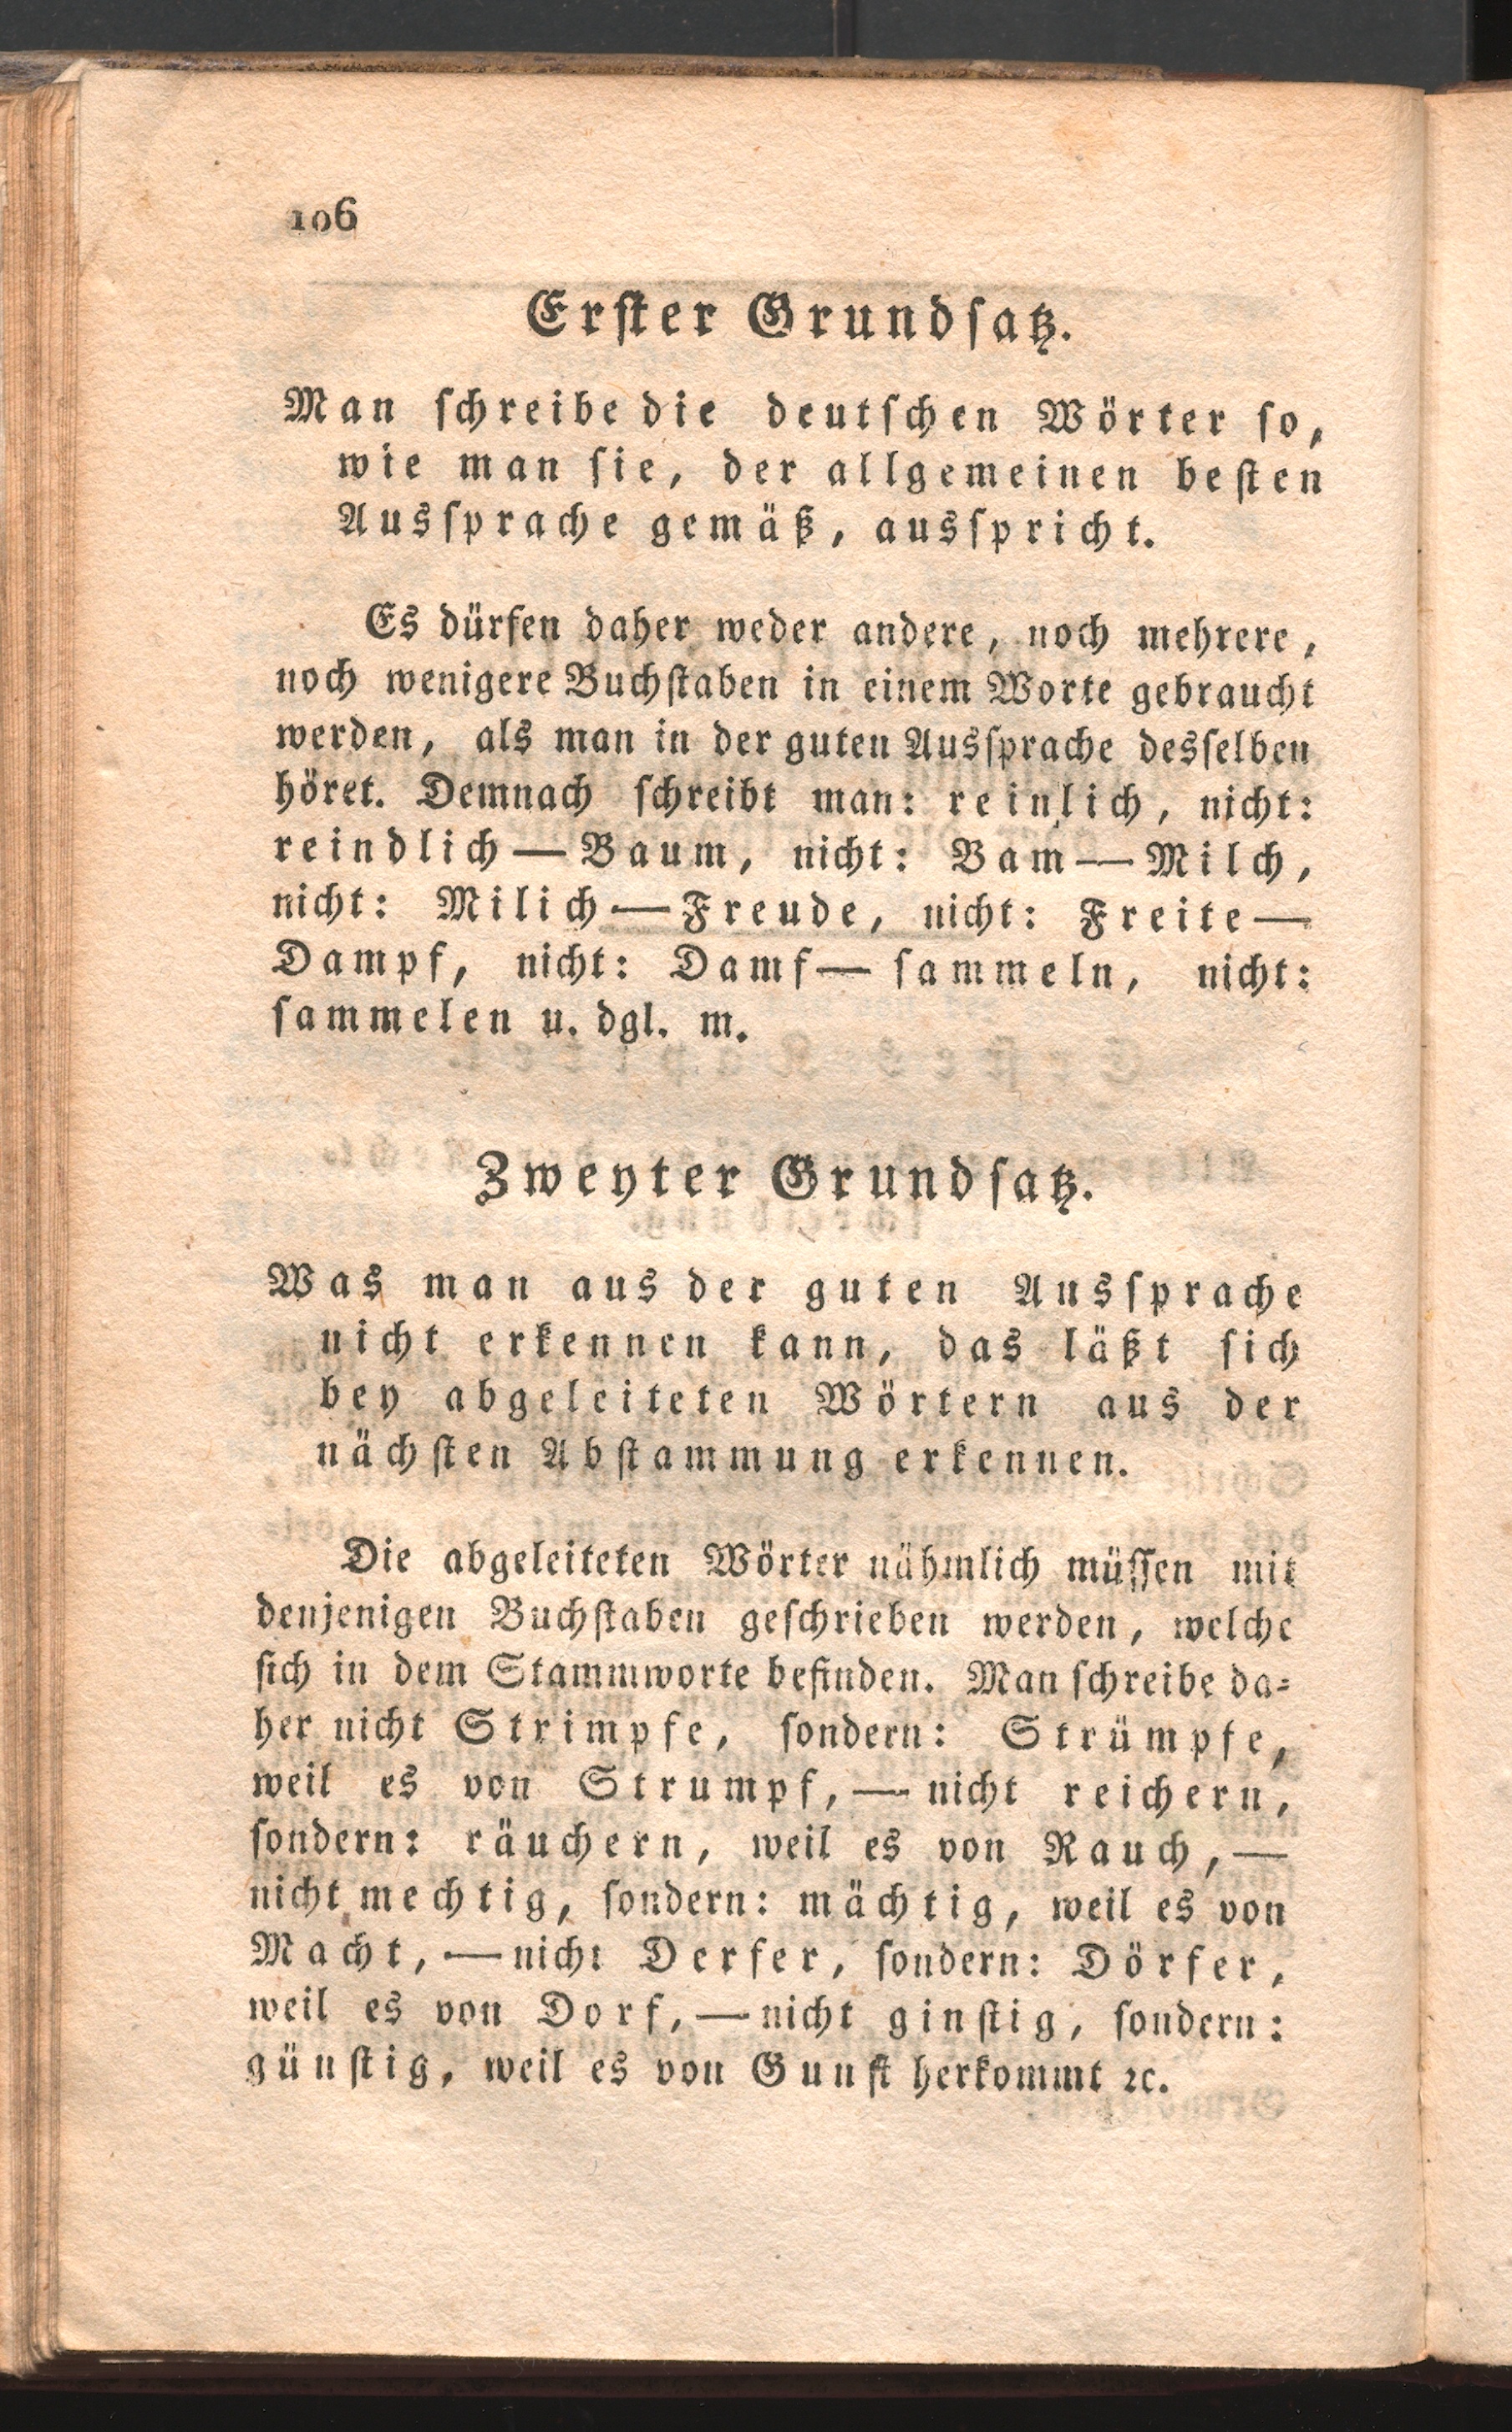 106
Erſter Grundſatz.
Man ſchreibe die deutſchen Wörter ſo,
wie man ſie, der allgemeinen beſten
Ausſprache gemäß, ausſpricht.
Es dürfen daher weder andere, noch mehrere,
noch wenigere Buchſtaben in einem Worte gebraucht
werden, als man in der guten Ausſprache desſelben
höret. Demnach ſchreibt man: reinlich, nicht:
reindlich — Baum, nicht: Bam — Milch,
nicht: Milich — Freude, nicht: Freite —
Dampf, nicht: Damf — ſammeln, nicht:
ſammelen u. dgl. m.
Zweyter Grundſatz.
Was man aus der guten Ausſprache
nicht erkennen kann, das läßt ſich
bey abgeleiteten Wörtern aus der
nächſten Abſtammung erkennen.
Die abgeleiteten Wörter nähmlich müſſen mit
denjenigen Buchſtaben geſchrieben werden, welche
ſich in dem Stammworte befinden. Man ſchreibe da⸗
her nicht Strimpfe, ſondern: Strümpfe,
weil es von Strumpf, — nicht reichern,
ſondern: räuchern, weil es von Rauch, —
nicht mechtig, ſondern: mächtig, weil es von
Macht, — nicht Derfer, ſondern: Dörfer,
weil es von Dorf, — nicht ginſtig, ſondern:
günſtig, weil es von Gunſt herkommt ꝛc.